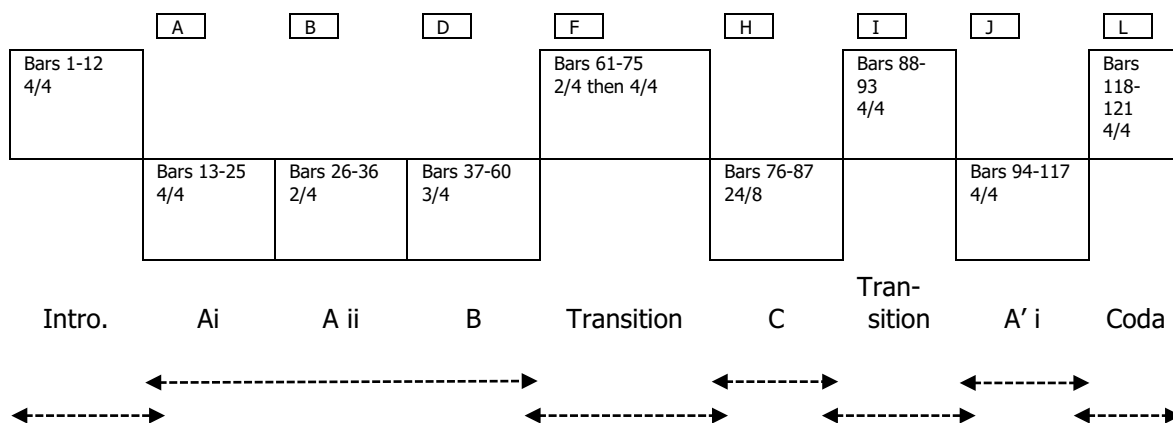 A
B
D
F
H
I
J
L
Bars 1-12
4/4
Bars 61-75
2/4 then 4/4
Bars 88-
93
4/4
Bars
118-
121
4/4
Bars 13-25
4/4
Bars 26-36
2/4
Bars 37-60
3/4
Bars 76-87
24/8
Bars 94-117
4/4
Intro.
Ai
A ii
B
Transition
C
Tran-
sition
A’ i
Coda